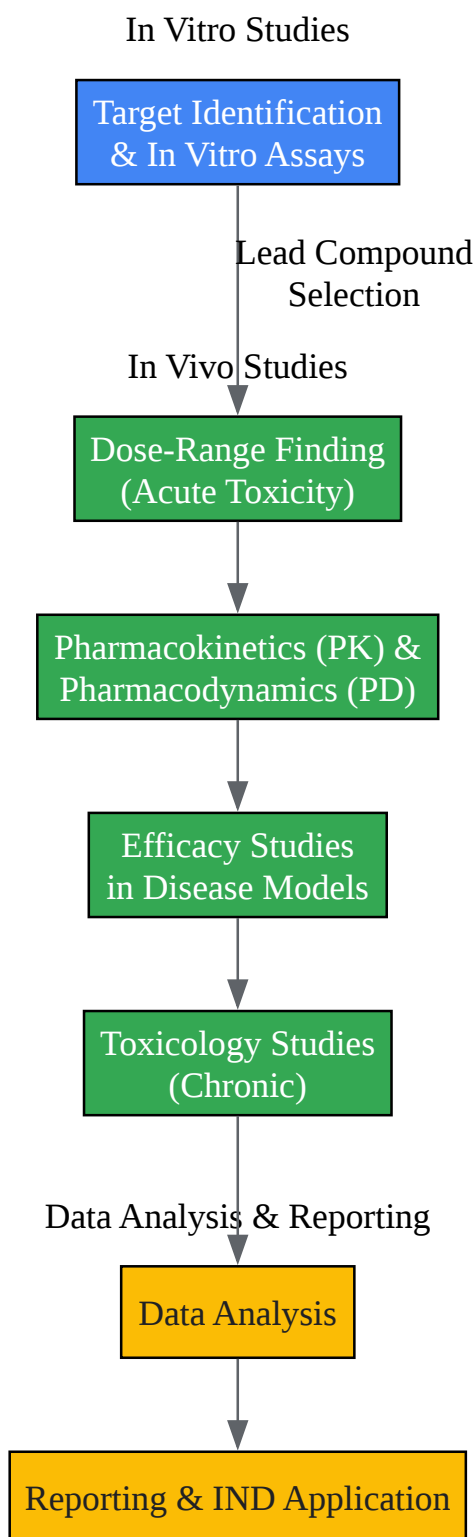 In Vitro Studies
Target Identification
& In Vitro Assays
Lead Compound
Selection
In Vivo Studies
Dose-Range Finding
(Acute Toxicity)
Pharmacokinetics (PK) &
Pharmacodynamics (PD)
Efficacy Studies
in Disease Models
Toxicology Studies
(Chronic)
Data Analysis & Reporting
Data Analysis
Reporting & IND Application